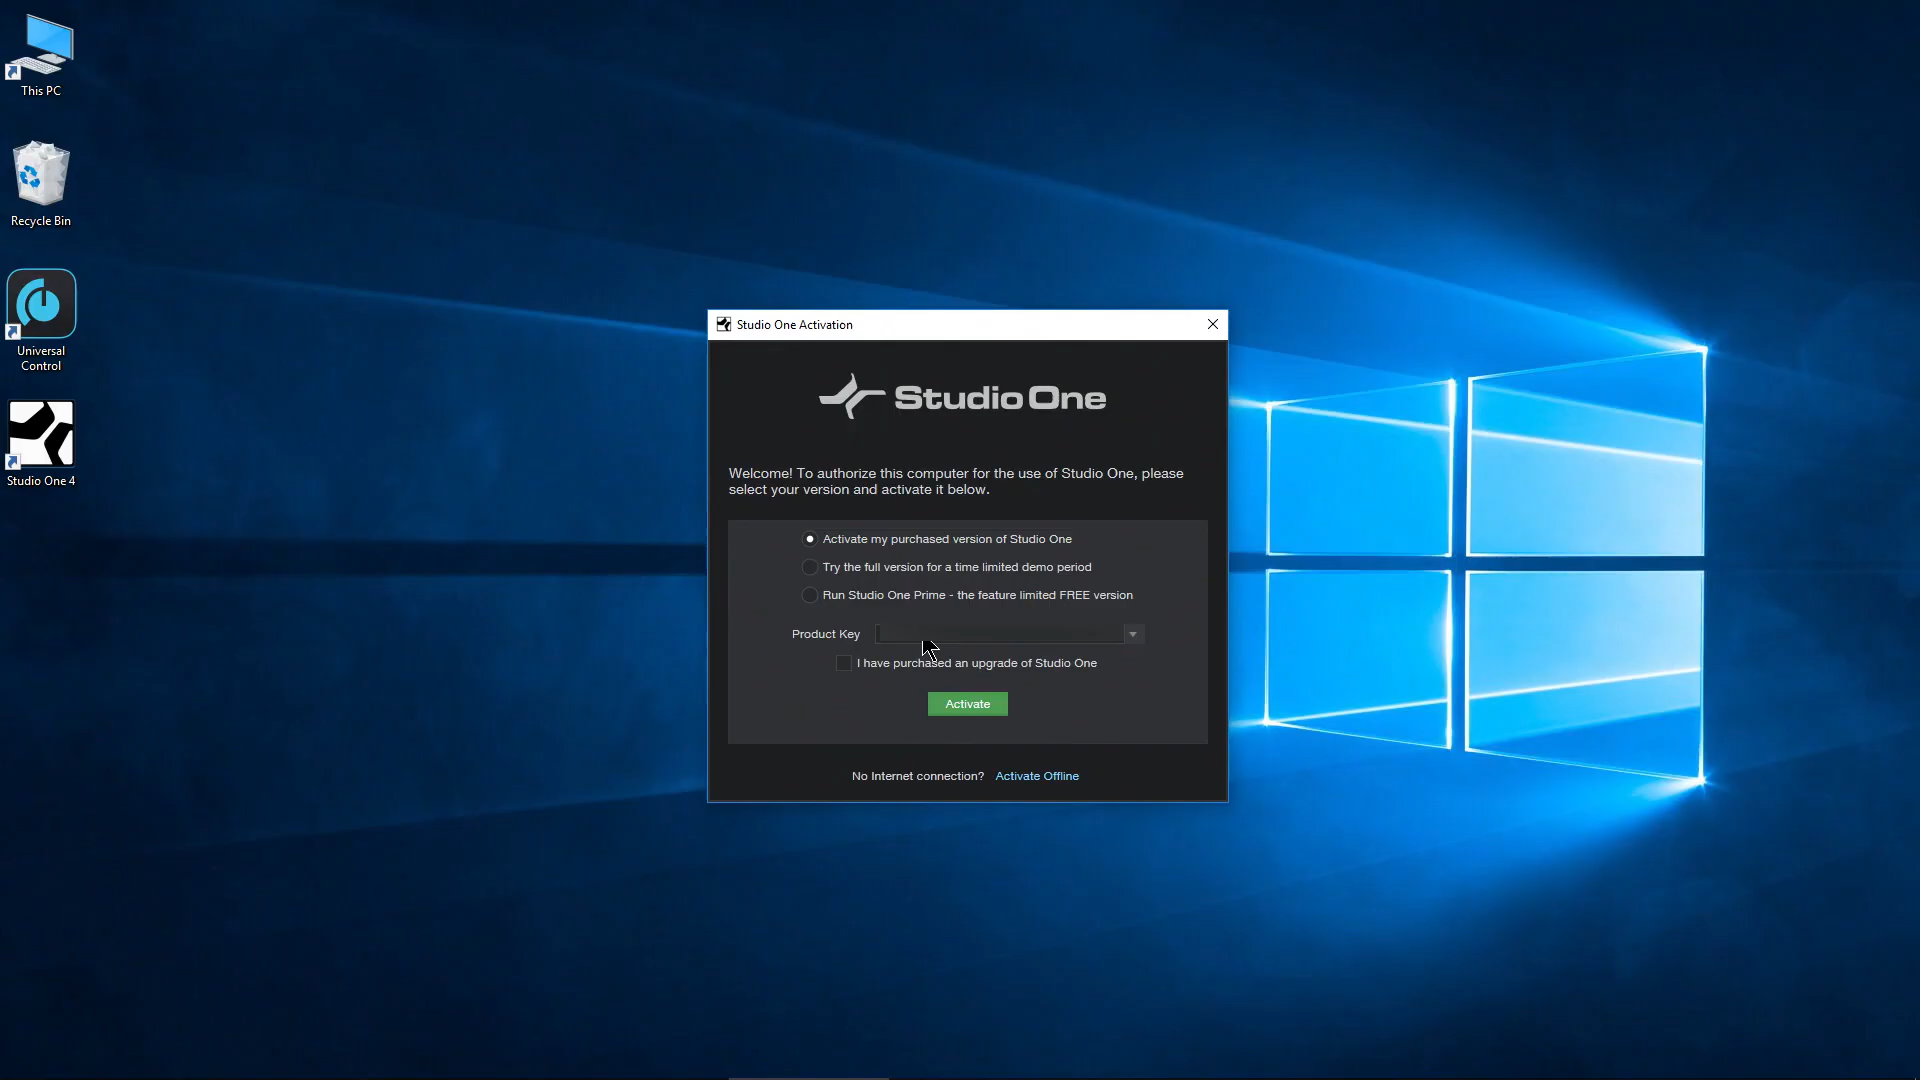 This PC
Recycle Bin
Universal
Control
Studio One 4
Studio One Activation
Studio One
Welcome! To authorize this computer for the use of Studio One, please
select your version and activate it below.
Activate my purchased version of Studio One
Try the full version for a time limited demo period
Run Studio One Prime - the feature limited FREE version
Product Key
I have purchased an upgrade of Studio One
Activate
No Internet connection? Activate Offline